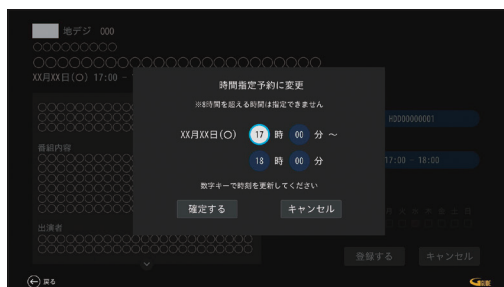 地デジ 000
○○○○○○○○○
○○○○○○○○○○○○○○○○○○○○○○○○
XX月XX日(○) 17:00 -
時間指定予約に変更
※8時間を超える時間は指定できません
XX月XX日(○) 17 時 00 分 ～
18 時 00 分
数字キーで時刻を更新してください
確定する キャンセル
H0000000001
番組内容
17:00 - 18:00
出演者
登録する キャンセル
戻る